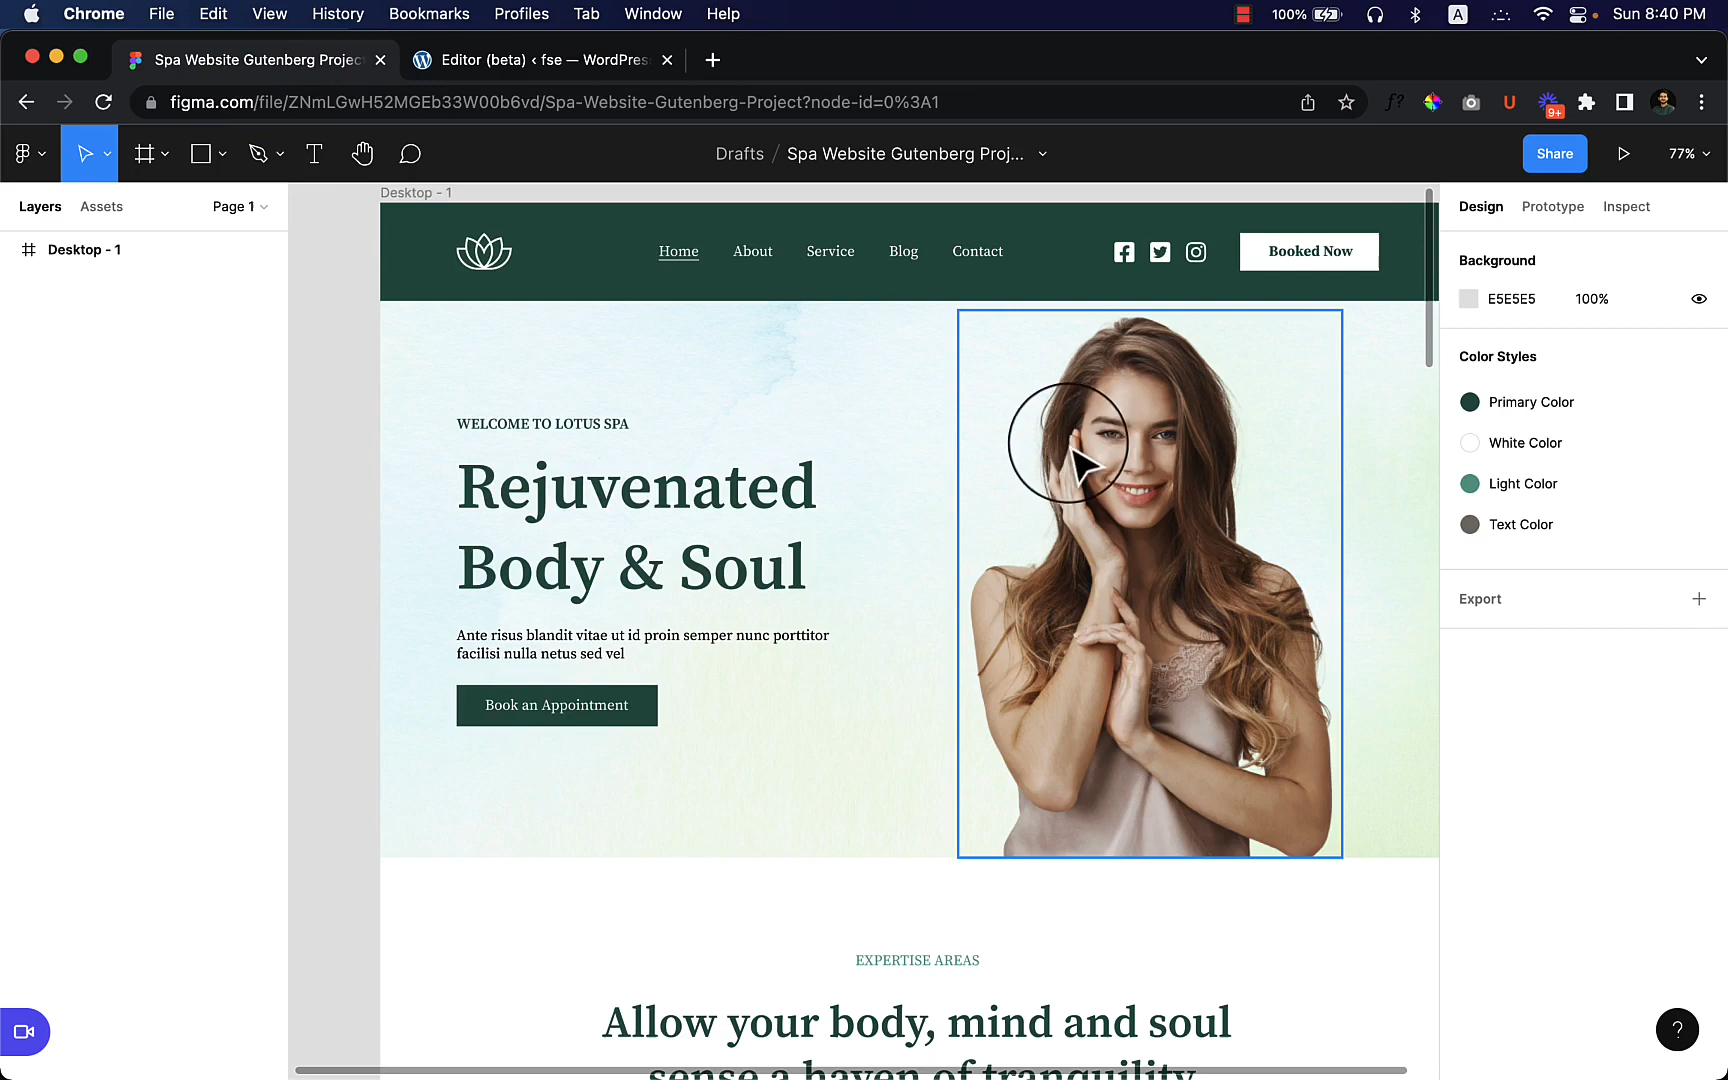 Chrome File Edit View History Bookmarks Profiles Tab Window Help 100% A Sun 8:40 PM
Spa Website Gutenberg Projec Editor (beta) ‹ fse — WordPres
figma.com/file/ZNmLGwH52MGEb33W00b6vd/Spa-Website-Gutenberg-Project?node-id=0%3A1 f? U 9+
T Drafts / Spa Website Gutenberg Proj... Share 77%
Layers Assets Page 1
Desktop - 1
Desktop - 1
Home About Service Blog Contact Booked Now
WELCOME TO LOTUS SPA
Rejuvenated
Body & Soul
Ante risus blandit vitae ut id proin semper nunc porttitor
facilisi nulla netus sed vel
Book an Appointment
EXPERTISE AREAS
Allow your body, mind and soul
sense a haven of tranquility
Design Prototype Inspect
Background
E5E5E5 100%
Color Styles
Primary Color
White Color
Light Color
Text Color
Export
?